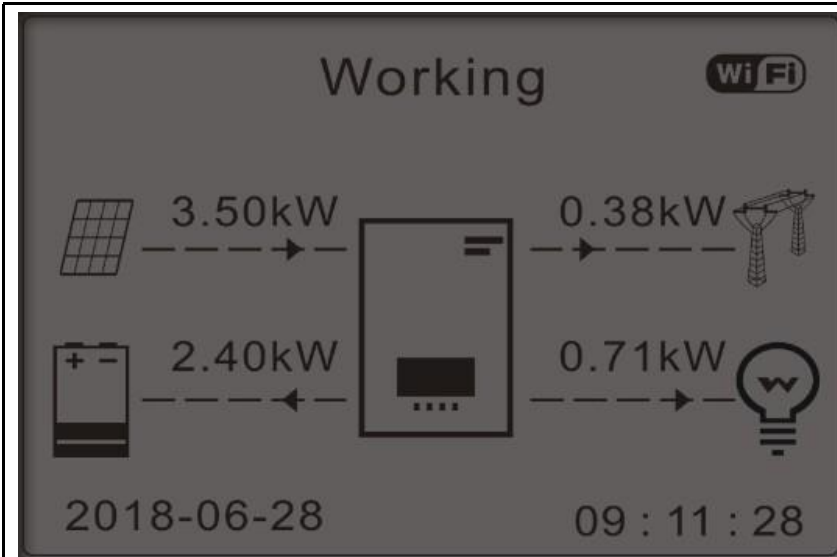 Working
WiFi
3.50kW
0.38kW
+ -
2.40kW
0.71kW
W
2018-06-28
09 : 11 : 28